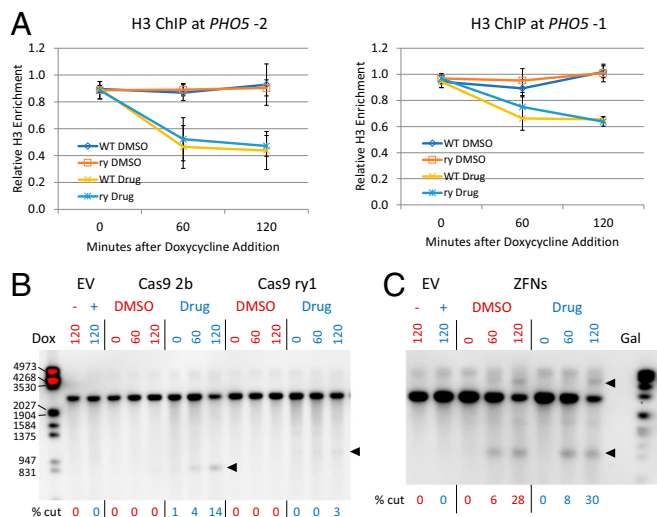 A
H3 ChIP at PHO5 -2
Relative H3 Enrichment
1.2
1.0
0.8
0.6
0.4
0.2
0.0
WT DMSO
ry DMSO
WT Drug
ry Drug
0 60 120
Minutes after Doxycycline Addition
H3 ChIP at PHO5 -1
Relative H3 Enrichment
1.2
1.0
0.8
0.6
0.4
0.2
0.0
WT DMSO
ry DMSO
WT Drug
ry Drug
0 60 120
Minutes after Doxycycline Addition
B
EV Cas9 2b Cas9 ry1
- + DMSO Drug DMSO Drug
Dox 120 120 0 60 120 0 60 120 0 60 120 0 60 120
4973
4268
3530
2027
1904
1584
1375
947
831
% cut 0 0 0 0 0 1 4 14 0 0 0 0 0 3
C
EV ZFNs
- + DMSO Drug
120 120 0 60 120 0 60 120 Gal
% cut 0 0 0 6 28 0 8 30